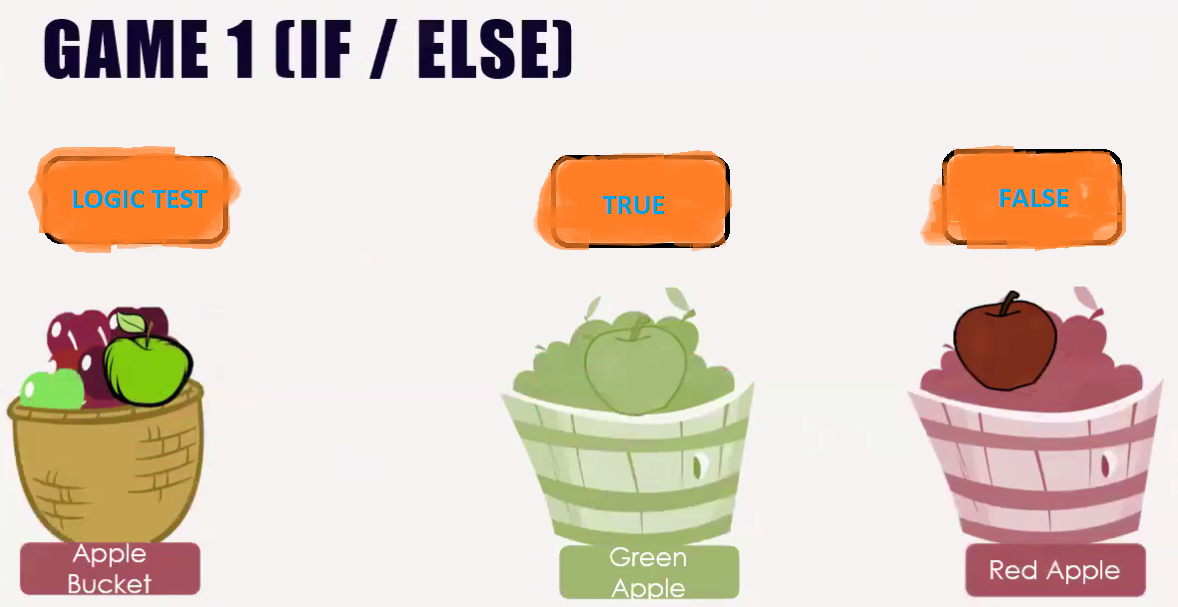 GAME 1 (IF / ELSE)
LOGIC TEST
TRUE
FALSE
Apple
Bucket
Green
Apple
Red Apple